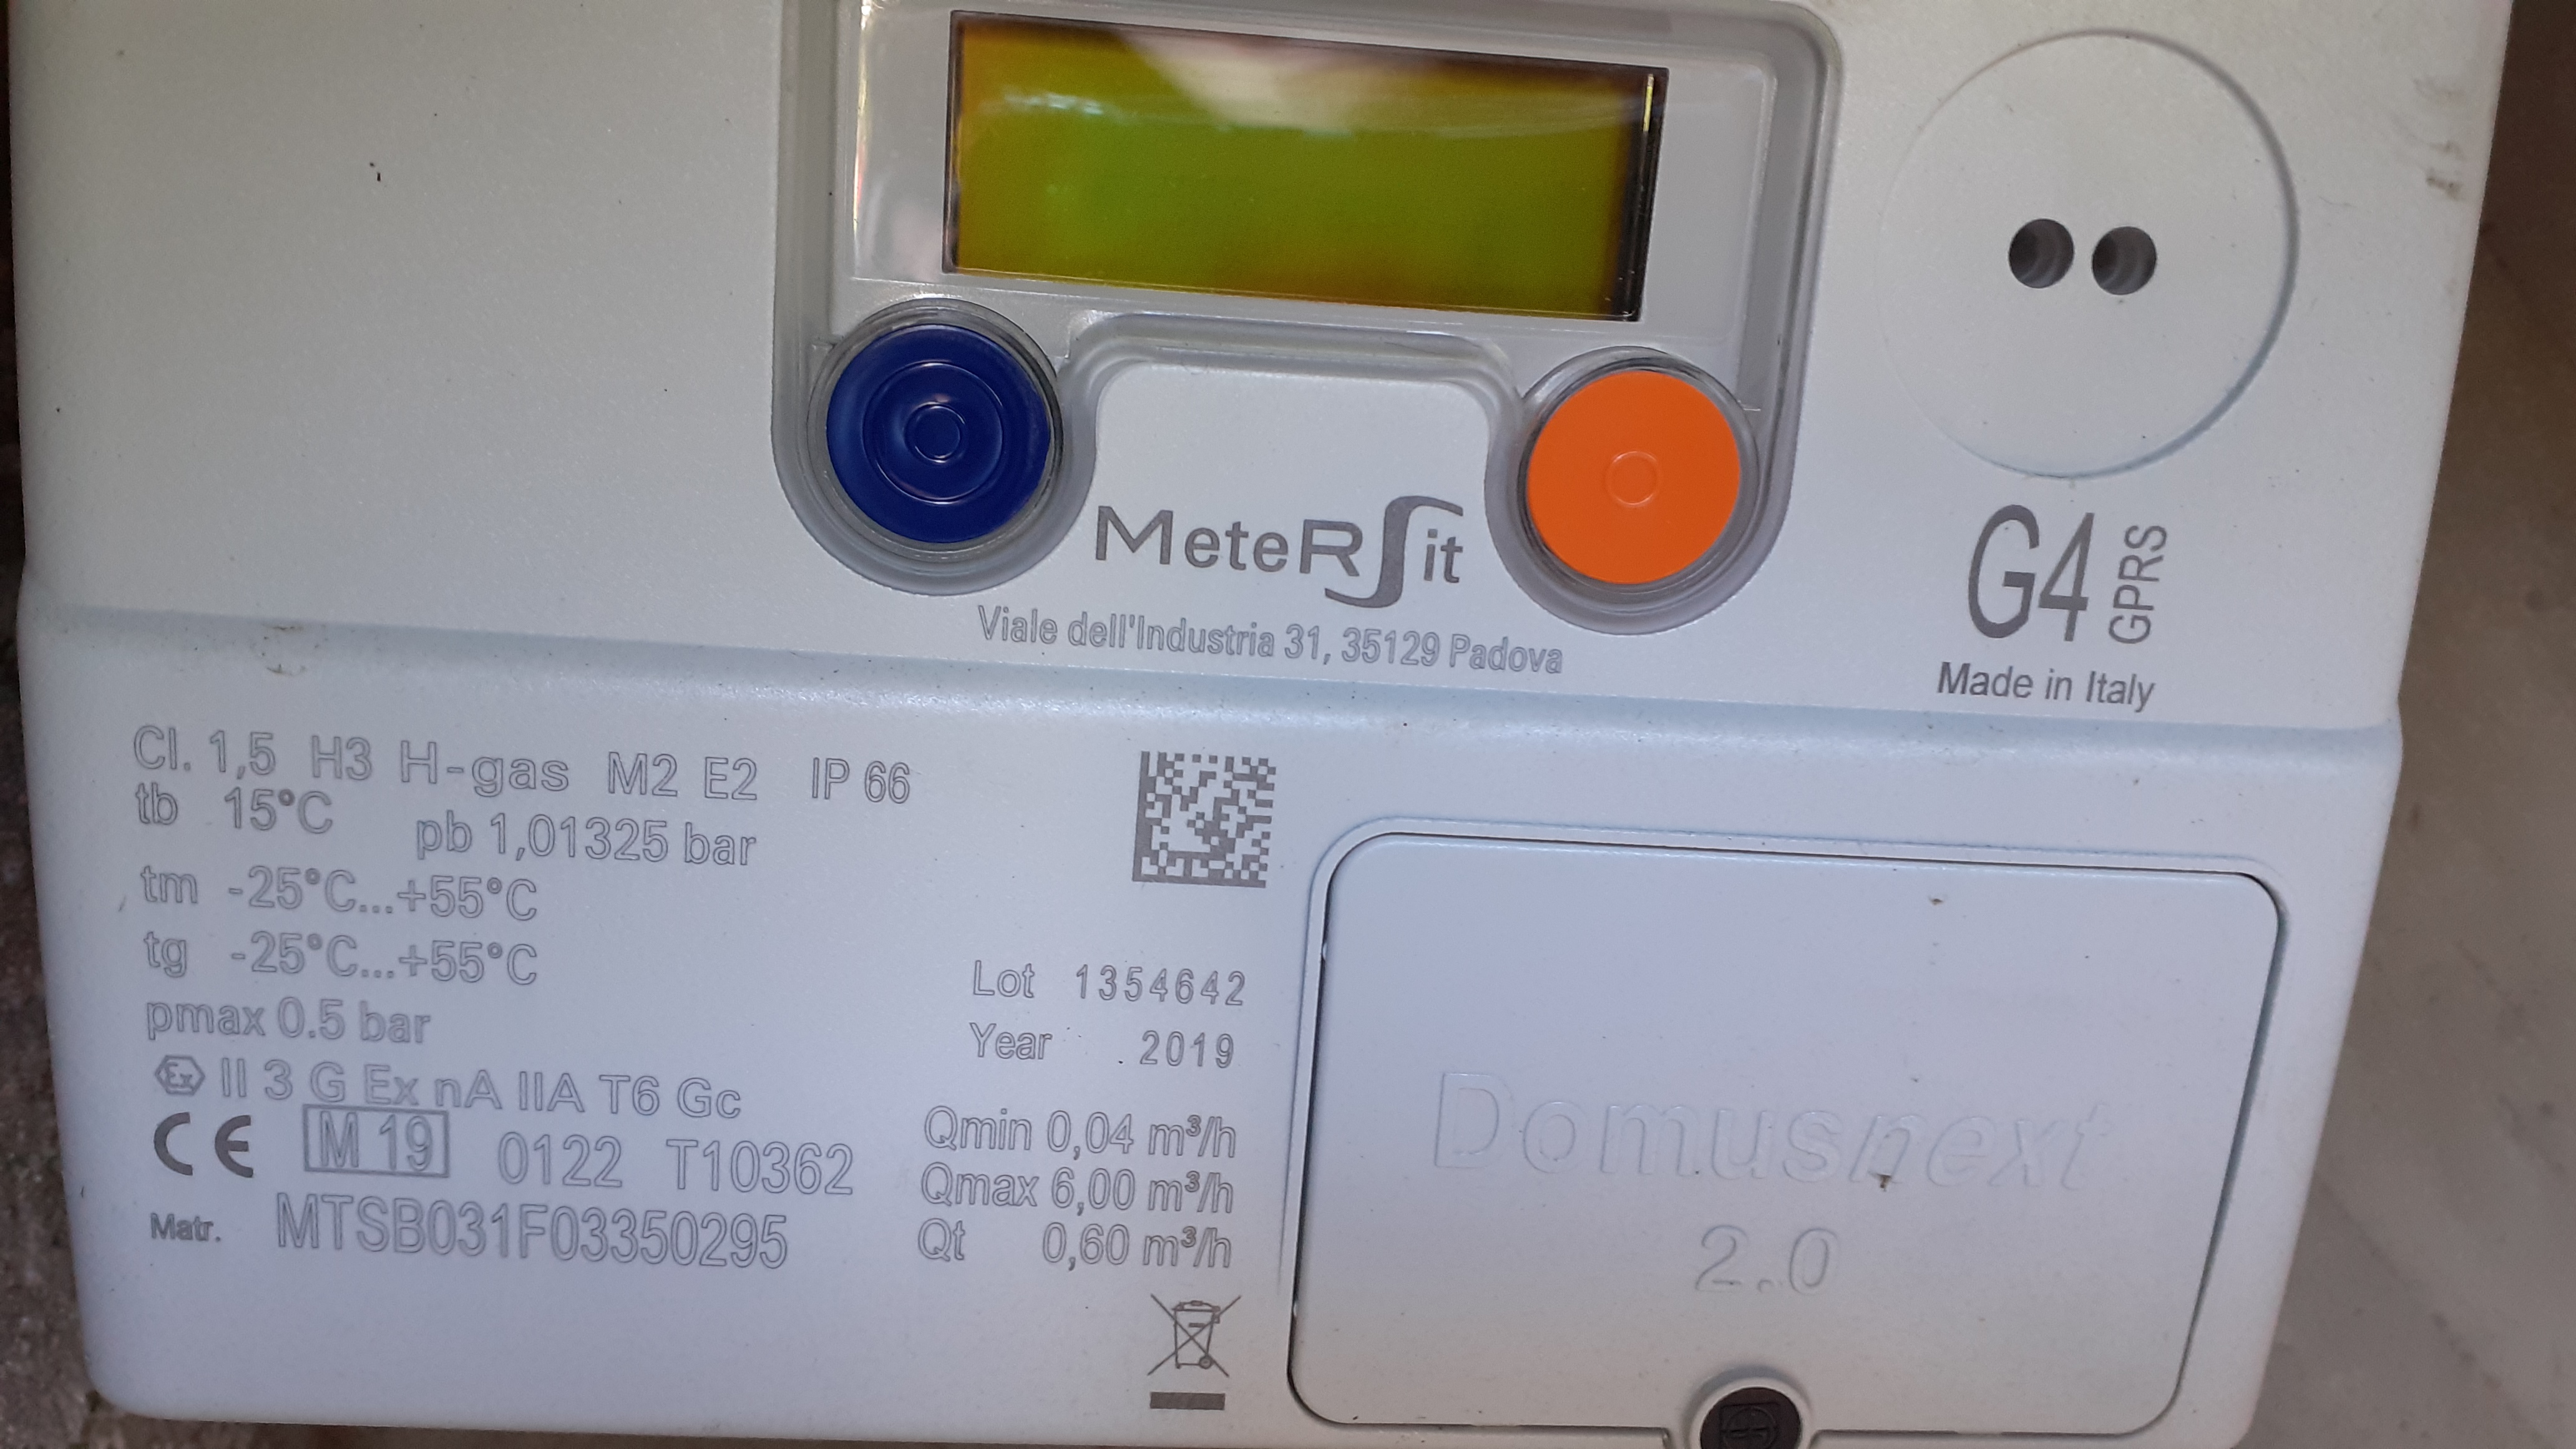 MeteRSit
Viale dell'Industria 31, 35129 Padova
G4 GPRS
Made in Italy
Cl. 1,5 H3 H-gas M2 E2 IP 66
tb 15°C pb 1,01325 bar
tm -25°C...+55°C
tg -25°C...+55°C
pmax 0.5 bar
Ex II 3 G Ex nA IIA T6 Gc
CE M 19 0122 T10362
Matr. MTSB031F03350295
Lot 1354642
Year 2019
Qmin 0,04 m³/h
Qmax 6,00 m³/h
Qt 0,60 m³/h
Domusnext
2.0